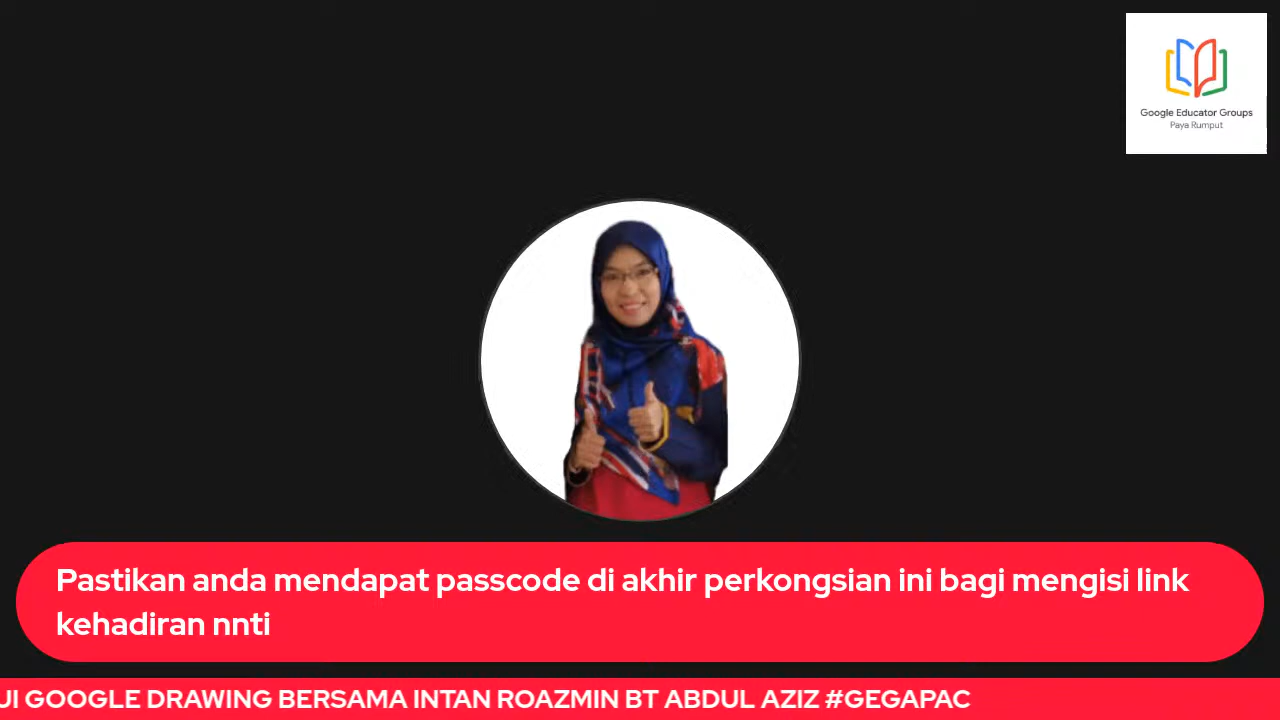 Google Educator Groups
Paya Rumput
Pastikan anda mendapat passcode di akhir perkongsian ini bagi mengisi link
kehadiran nnti
UI GOOGLE DRAWING BERSAMA INTAN ROAZMIN BT ABDUL AZIZ #GEGAPAC